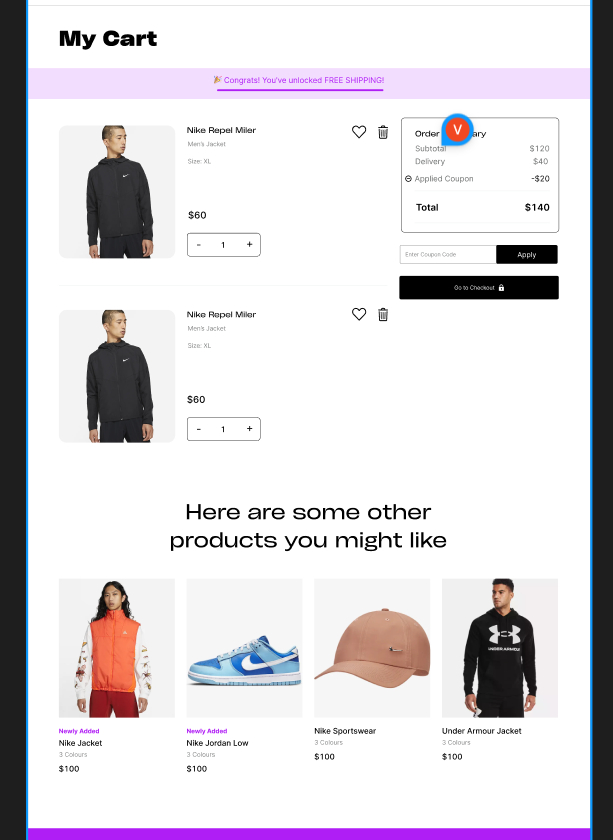 My Cart
🎉 Congrats! You've unlocked FREE SHIPPING!
Nike Repel Miler
Men's Jacket
Size: XL
$60
- 1 +
Nike Repel Miler
Men's Jacket
Size: XL
$60
- 1 +
Order ary
V
Subtotal $120
Delivery $40
Applied Coupon -$20
Total $140
Enter Coupon Code Apply
Go to Checkout
Here are some other
products you might like
UNDER ARMOUR
Newly Added
Nike Jacket
3 Colours
$100
Newly Added
Nike Jordan Low
3 Colours
$100
Nike Sportswear
3 Colours
$100
Under Armour Jacket
3 Colours
$100